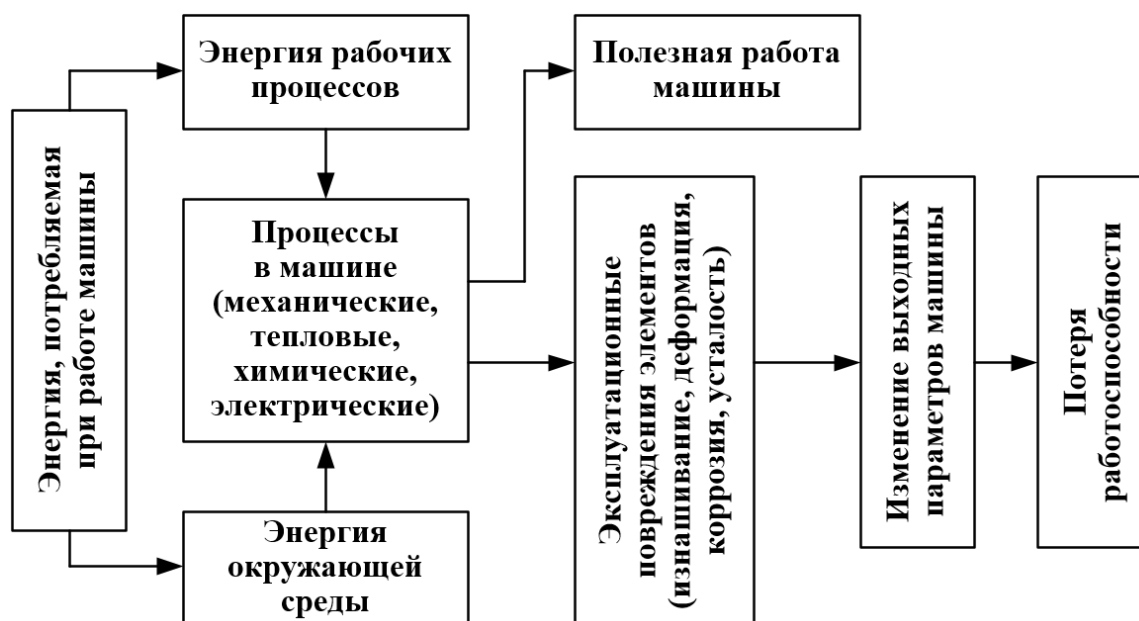 Энергия, потребляемая
при работе машины
Энергия рабочих
процессов
Процессы
в машине
(механические,
тепловые,
химические,
электрические)
Энергия
окружающей
среды
Полезная работа
машины
Эксплуатационные
повреждения элементов
(изнашивание, деформация,
коррозия, усталость)
Изменение выходных
параметров машины
Потеря
работоспособности